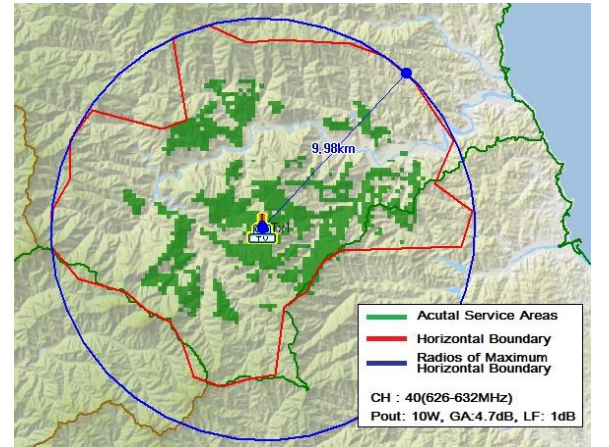 9.98km
Tx1
TV
Acutal Service Areas
Horizontal Boundary
Radios of Maximum
Horizontal Boundary
CH : 40(626-632MHz)
Pout: 10W, GA:4.7dB, LF: 1dB